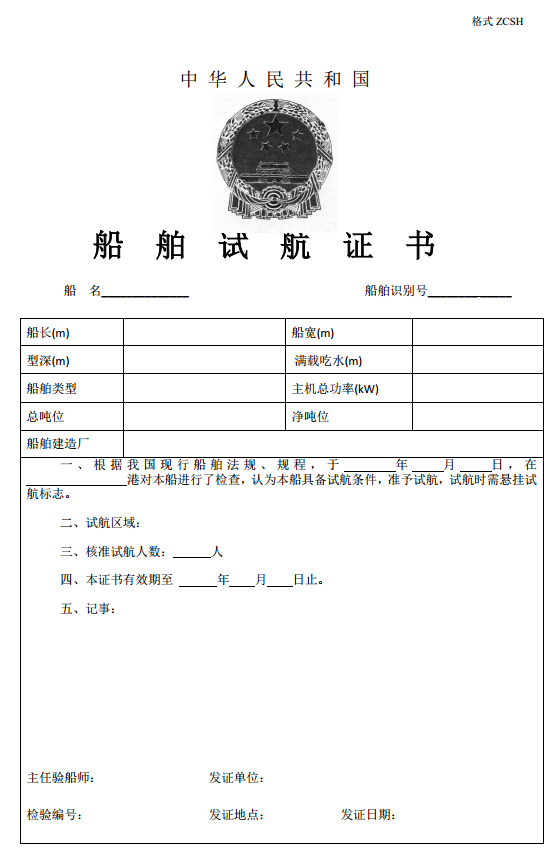 格式 ZCSH
中 华 人 民 共 和 国
船 舶 试 航 证 书
船 名______________ 船舶识别号________ _____
船长(m) 船宽(m)
型深(m) 满载吃水(m)
船舶类型 主机总功率(kW)
总吨位 净吨位
船舶建造厂
一、根据我国现行船舶法规、规程，于________年_____月_____日，在
________________港对本船进行了检查，认为本船具备试航条件，准予试航，试航时需悬挂试
航标志。
二、试航区域：
三、核准试航人数：______人
四、本证书有效期至 ______年____月____日止。
五、记事：
主任验船师： 发证单位：
检验编号： 发证地点： 发证日期：